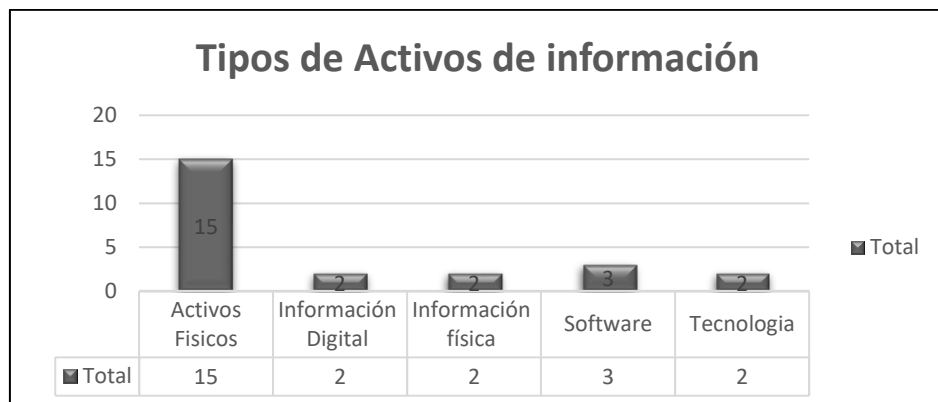 Tipos de Activos de información
20
15
10
5
0
15
2
2
3
2
Activos Fisicos
Información Digital
Información física
Software
Tecnologia
Total 15 2 2 3 2
Total